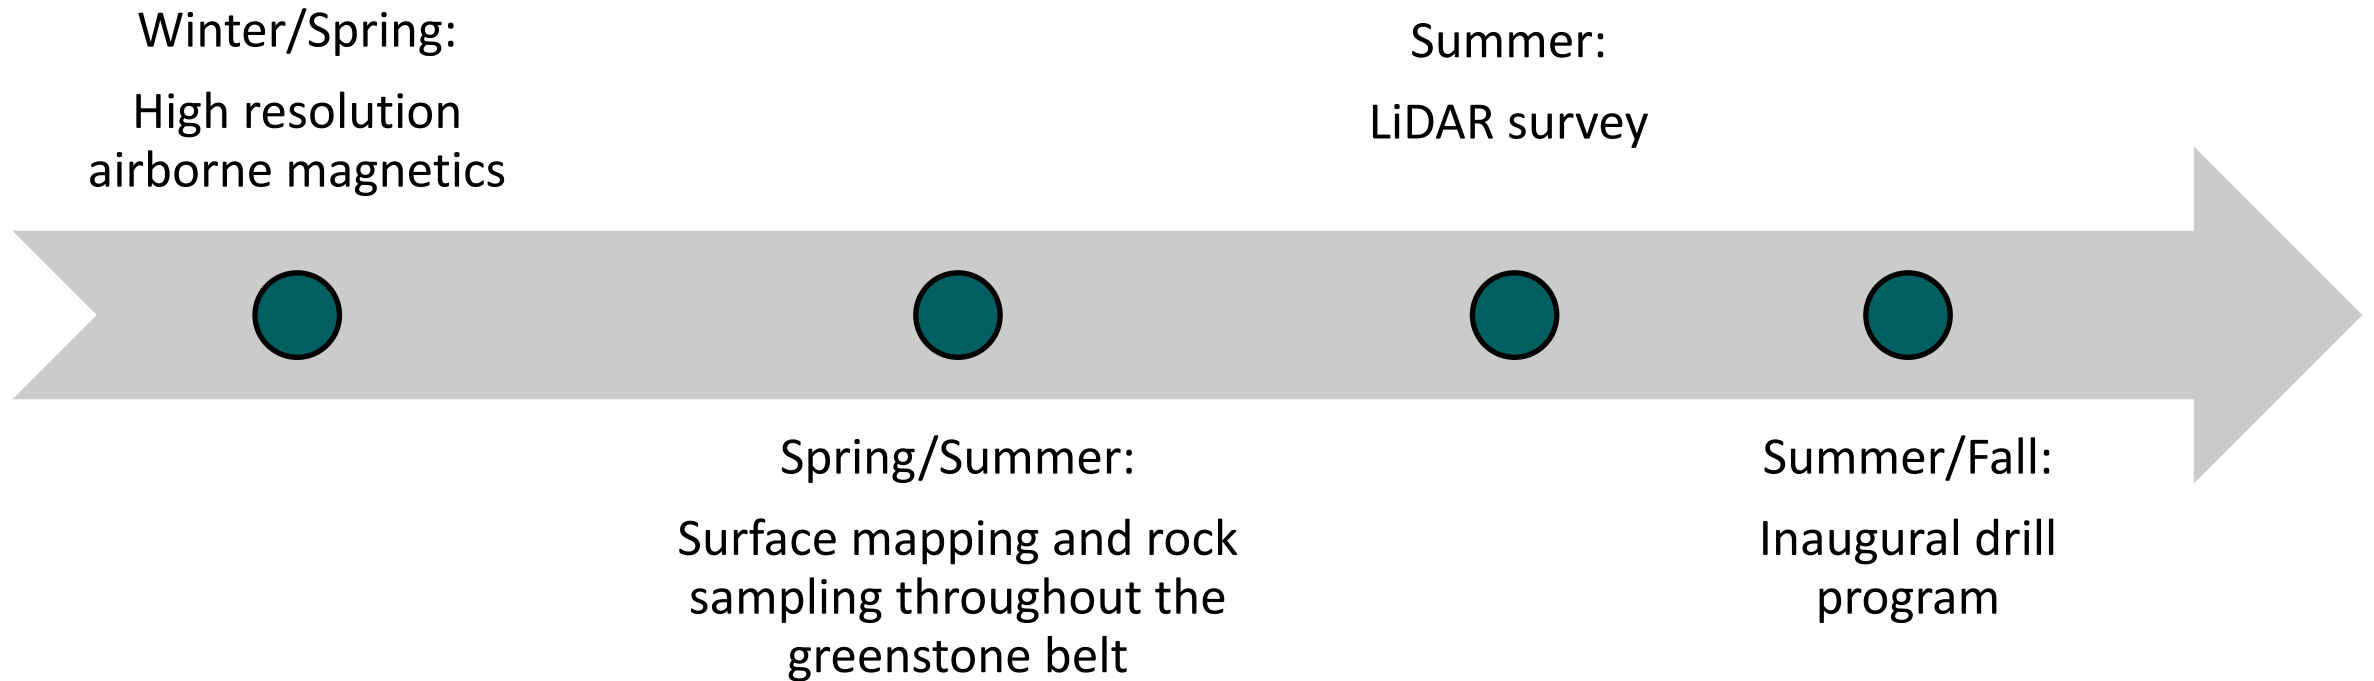 Winter/Spring:
High resolution
airborne magnetics
Spring/Summer:
Surface mapping and rock
sampling throughout the
greenstone belt
Summer:
LiDAR survey
Summer/Fall:
Inaugural drill
program